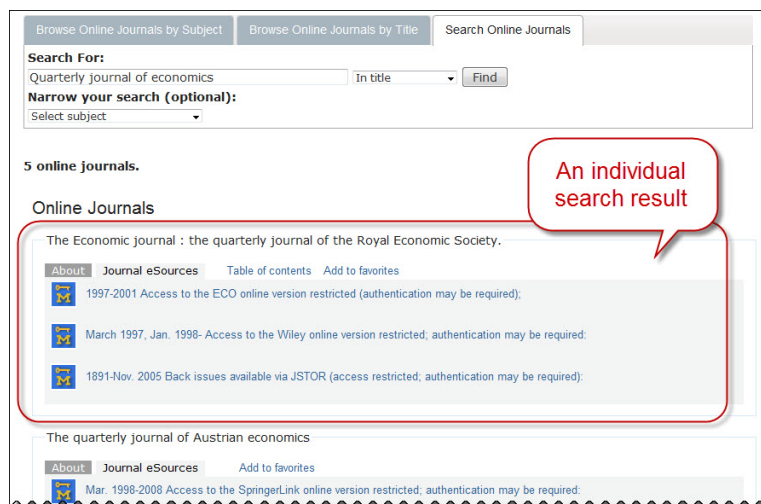 Browse Online Journals by Subject
Browse Online Journals by Title
Search Online Journals
Search For:
Quarterly journal of economics
In title
Find
Narrow your search (optional):
Select subject
5 online journals.
An individual
search result
Online Journals
The Economic journal : the quarterly journal of the Royal Economic Society.
About
Journal eSources
Table of contents
Add to favorites
M
1997-2001 Access to the ECO online version restricted (authentication may be required);
M
March 1997, Jan. 1998- Access to the Wiley online version restricted; authentication may be required:
M
1891-Nov. 2005 Back issues available via JSTOR (access restricted; authentication may be required):
The quarterly journal of Austrian economics
About
Journal eSources
Add to favorites
M
Mar. 1998-2008 Access to the SpringerLink online version restricted; authentication may be required: